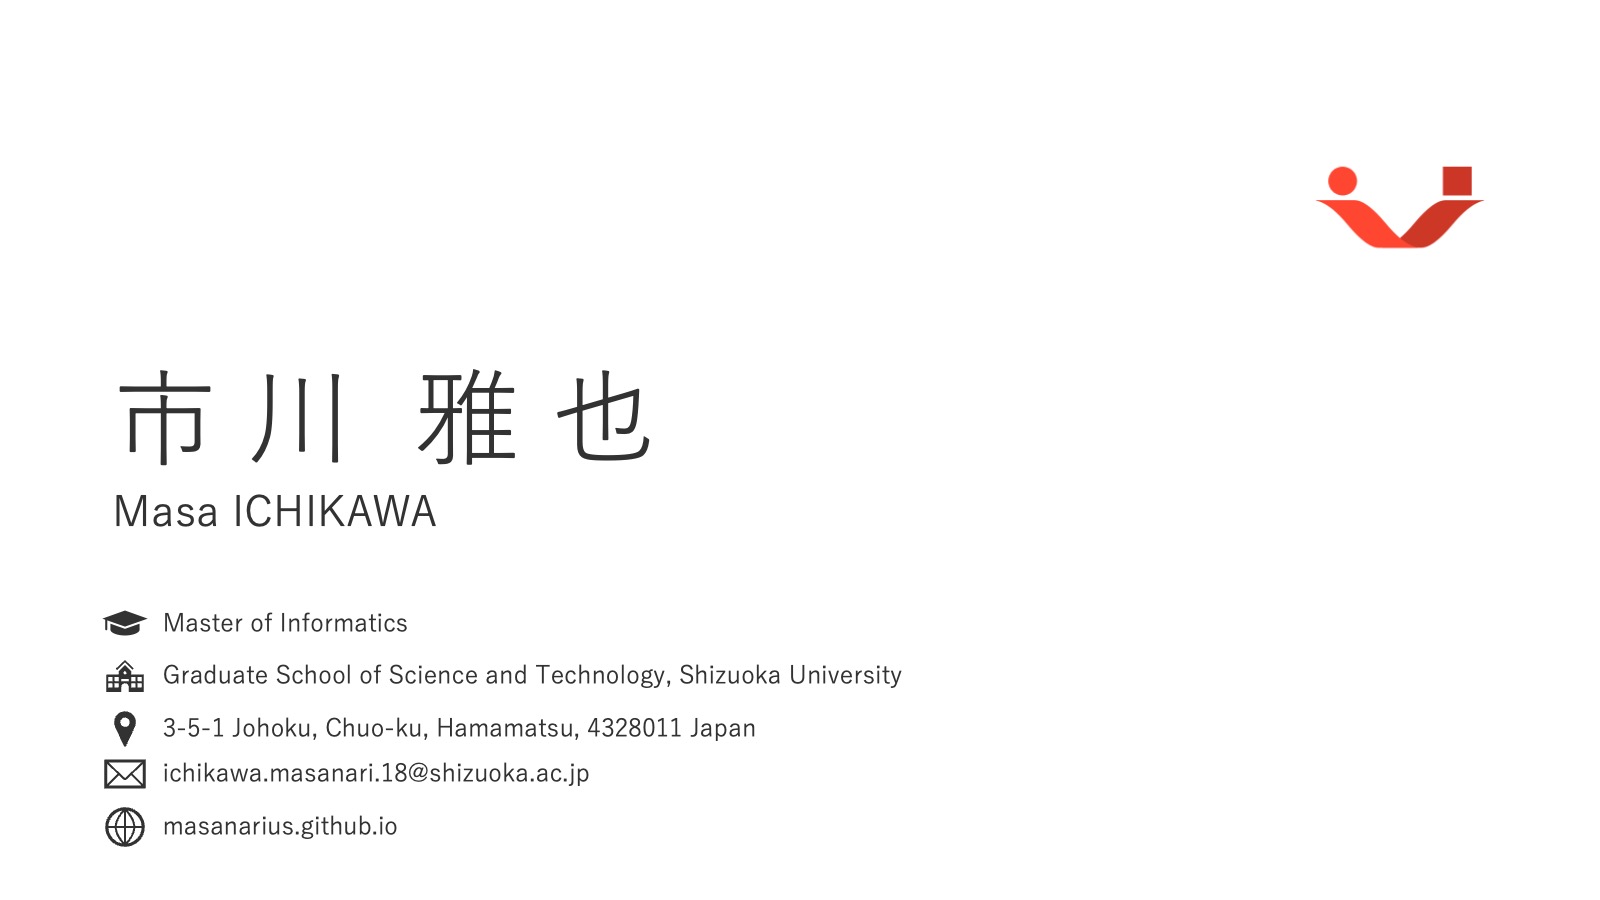 市川 雅也
Masa ICHIKAWA
Master of Informatics
Graduate School of Science and Technology, Shizuoka University
3-5-1 Johoku, Chuo-ku, Hamamatsu, 4328011 Japan
ichikawa.masanari.18@shizuoka.ac.jp
masanarius.github.io